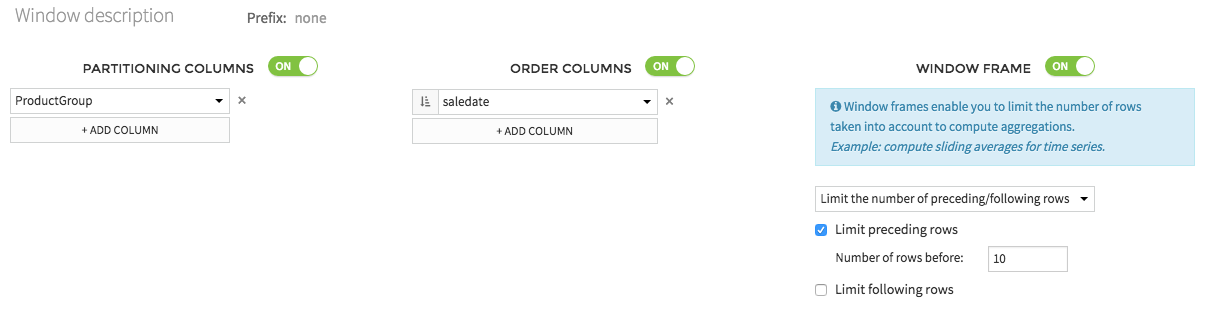 Window description
Prefix: none
PARTITIONING COLUMNS ON
ProductGroup ×
+ ADD COLUMN
ORDER COLUMNS ON
saledate ×
+ ADD COLUMN
WINDOW FRAME ON
Window frames enable you to limit the number of rows
taken into account to compute aggregations.
Example: compute sliding averages for time series.
Limit the number of preceding/following rows
Limit preceding rows
Number of rows before: 10
Limit following rows